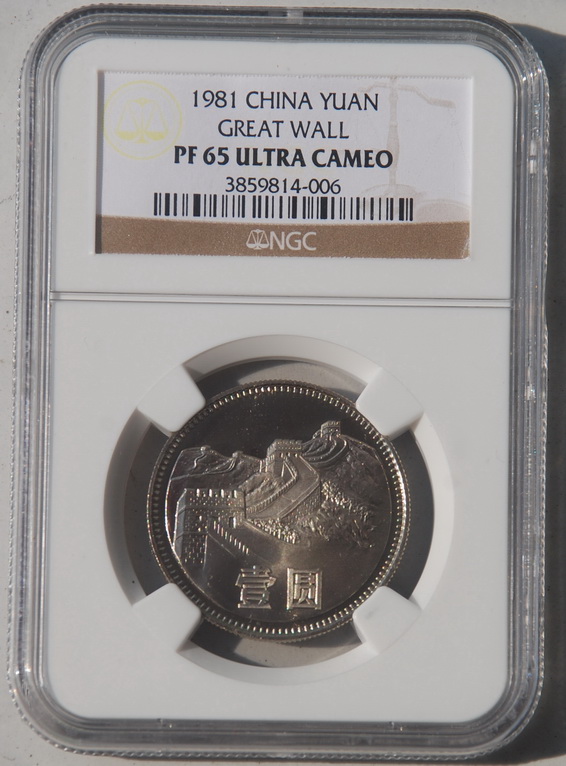 1981 CHINA YUAN
GREAT WALL
PF 65 ULTRA CAMEO
3859814-006
NGC
壹圆